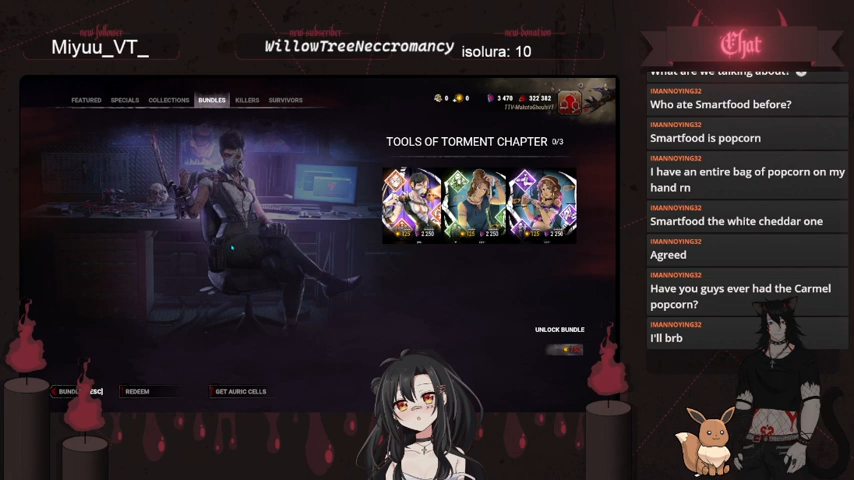 new follower
new subscriber
new donation
Miyuu_VT_
WillowTreeNeccromancy
isolura: 10
Chat
FEATURED
SPECIALS
COLLECTIONS
BUNDLES
KILLERS
SURVIVORS
0
0
3 470
322 382
TOOLS OF TORMENT CHAPTER 0/3
125 2 250
125 2 250
125 2 250
UNLOCK BUNDLE
REDEEM
GET AURIC CELLS
What are we talking about?
IMANNOYING32
Who ate Smartfood before?
IMANNOYING32
Smartfood is popcorn
IMANNOYING32
I have an entire bag of popcorn on my
hand rn
IMANNOYING32
Smartfood the white cheddar one
IMANNOYING32
Agreed
IMANNOYING32
Have you guys ever had the Carmel
popcorn?
IMANNOYING32
I'll brb